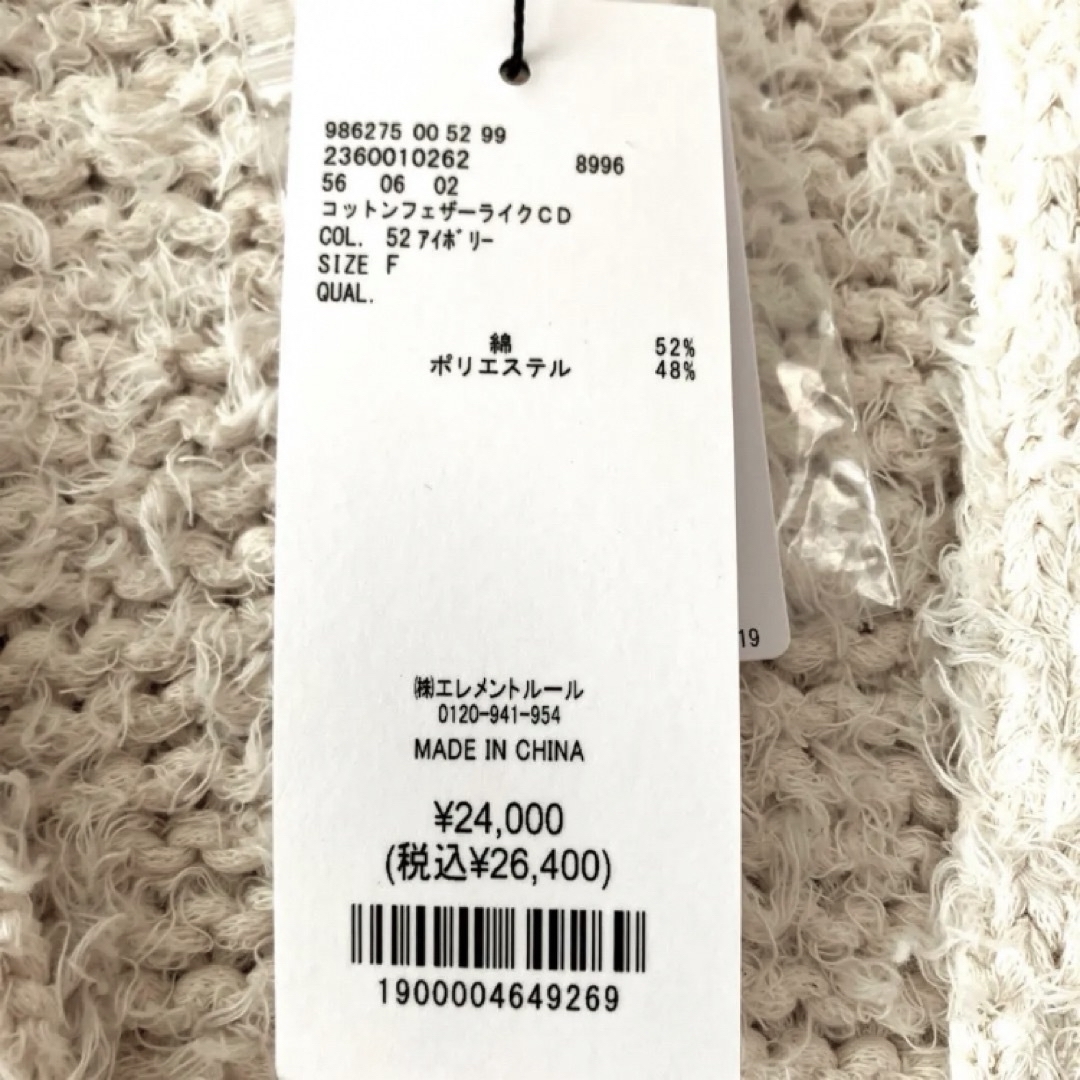 986275 00 52 99
2360010262 8996
56 06 02
コットンフェザーライクCD
COL. 52 ｱｲﾎﾞﾘｰ
SIZE F
QUAL.
綿 52%
ポリエステル 48%
19
㈱エレメントルール
0120-941-954
MADE IN CHINA
¥24,000
(税込¥26,400)
1900004649269